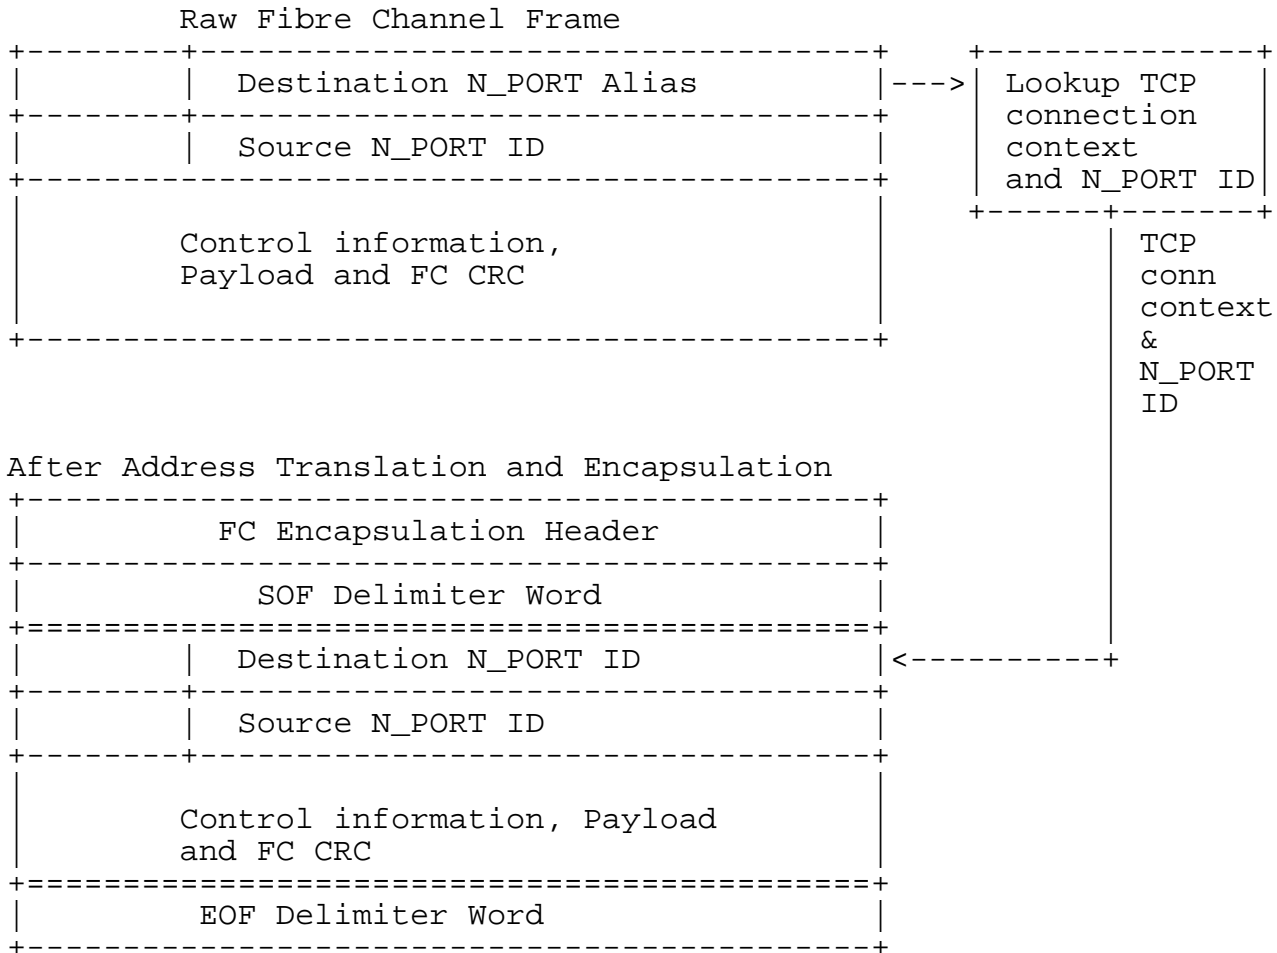 Raw Fibre Channel Frame
Destination N_PORT Alias
Lookup TCP
connection
context
and N_PORT ID
Source N_PORT ID
Control information,
Payload and FC CRC
TCP
conn
context
&
N_PORT
ID
After Address Translation and Encapsulation
FC Encapsulation Header
SOF Delimiter Word
Destination N_PORT ID
Source N_PORT ID
Control information, Payload
and FC CRC
EOF Delimiter Word